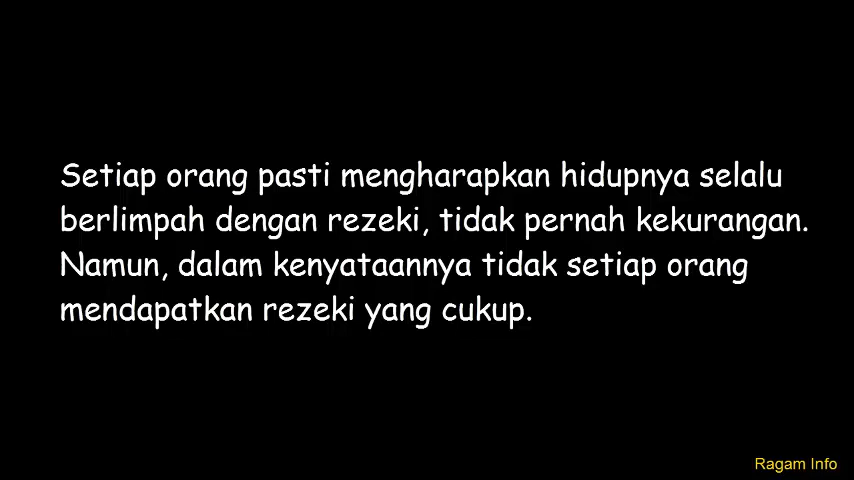 Setiap orang pasti mengharapkan hidupnya selalu
berlimpah dengan rezeki, tidak pernah kekurangan.
Namun, dalam kenyataannya tidak setiap orang
mendapatkan rezeki yang cukup.
Ragam Info